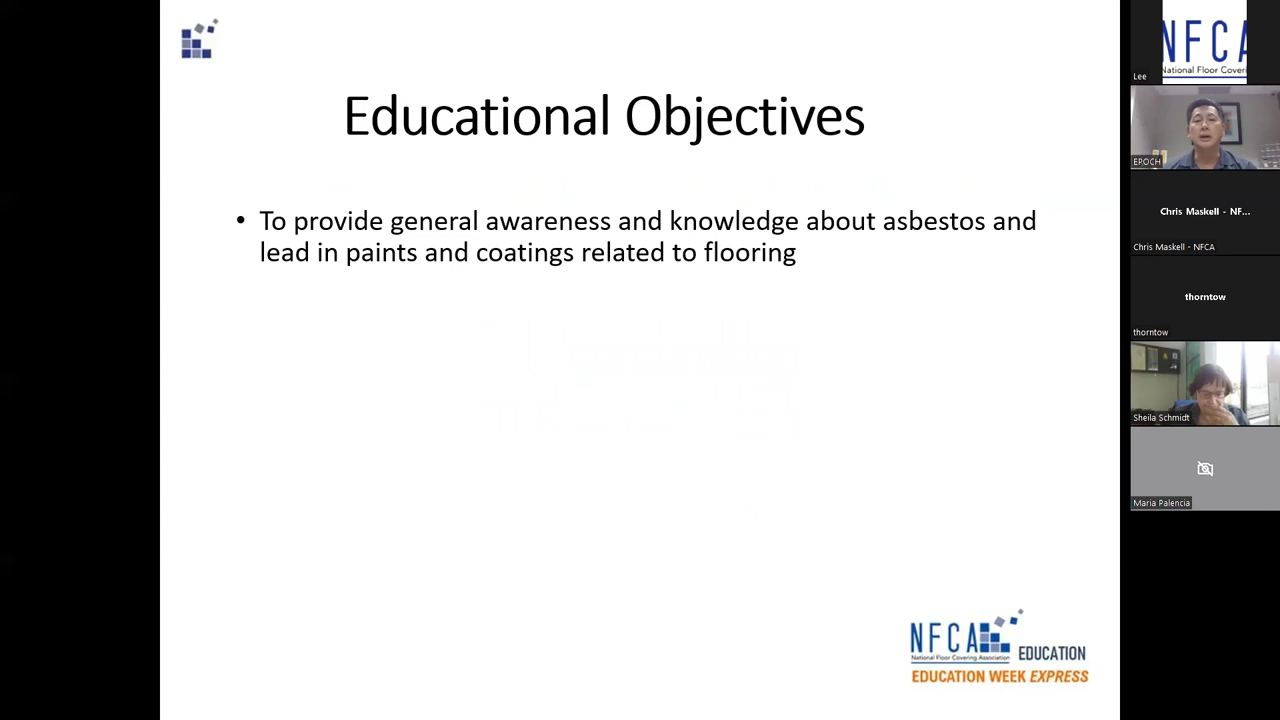 Educational Objectives
• To provide general awareness and knowledge about asbestos and
lead in paints and coatings related to flooring
NFCA
National Floor Covering Association
EDUCATION
EDUCATION WEEK EXPRESS
NFCA
National Floor Coveri
Lee
EPOCH
Chris Maskell - NF...
Chris Maskell - NFCA
thorntow
thorntow
Sheila Schmidt
Maria Palencia